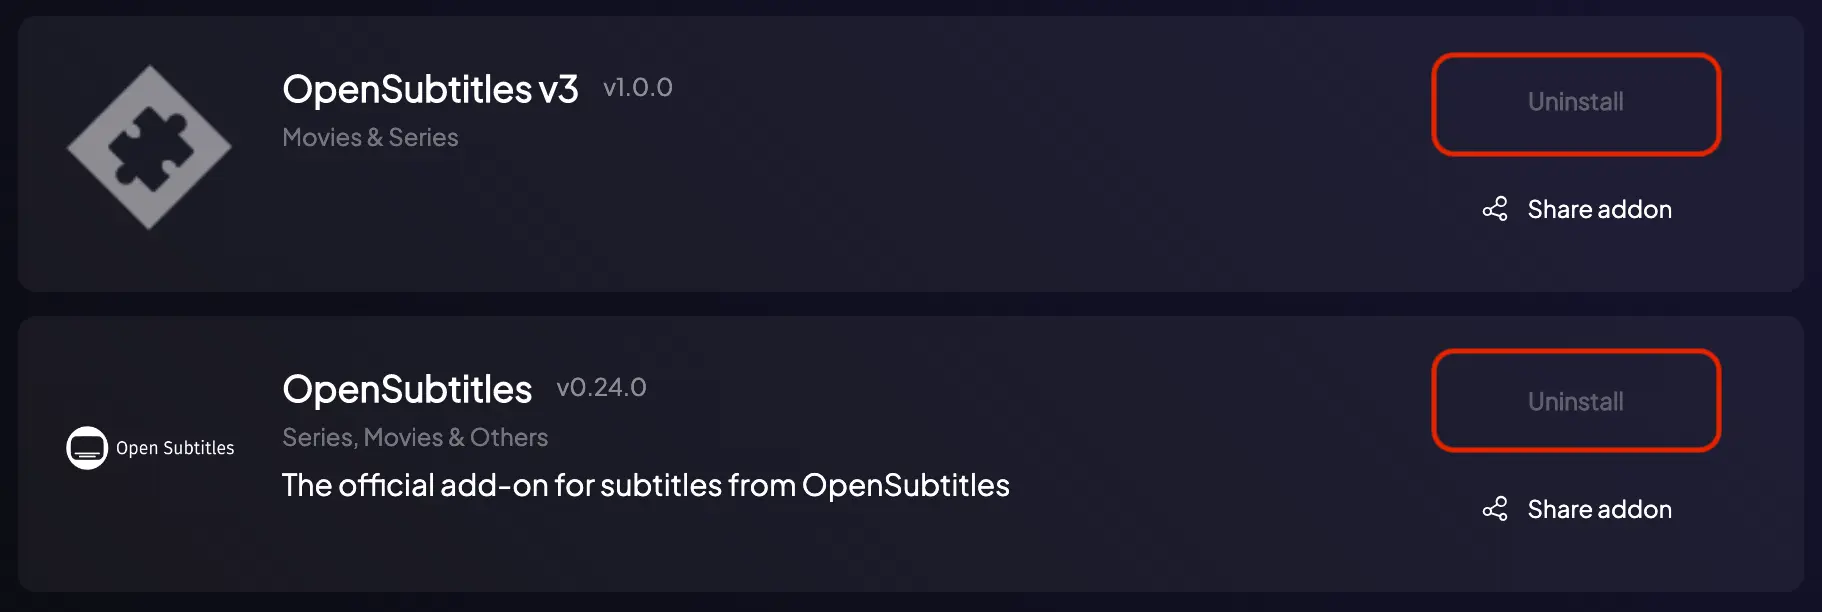 OpenSubtitles v3 v1.0.0
Movies & Series
Uninstall
Share addon
OpenSubtitles v0.24.0
Series, Movies & Others
The official add-on for subtitles from OpenSubtitles
Open Subtitles
Uninstall
Share addon